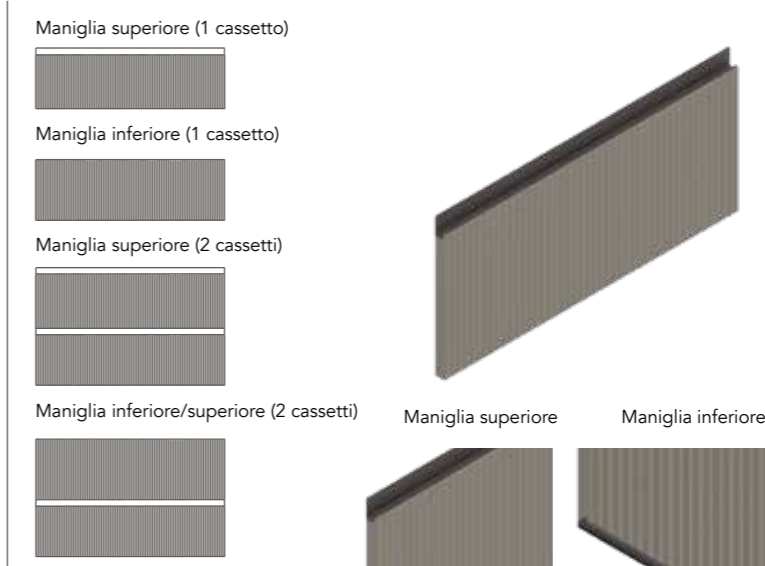 Maniglia superiore (1 cassetto)
Maniglia inferiore (1 cassetto)
Maniglia superiore (2 cassetti)
Maniglia inferiore/superiore (2 cassetti)
Maniglia superiore
Maniglia inferiore